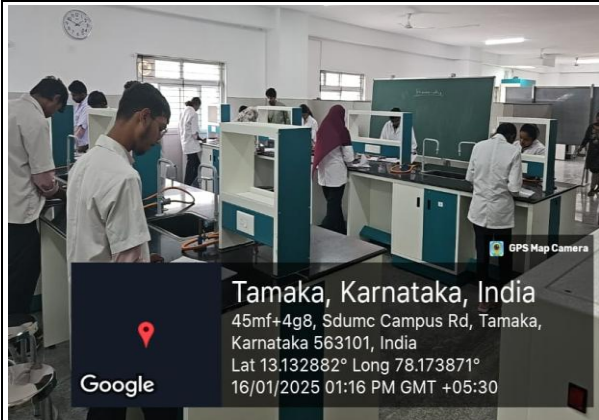 GPS Map Camera
Tamaka, Karnataka, India
45mf+4g8, Sdumc Campus Rd, Tamaka,
Karnataka 563101, India
Lat 13.132882° Long 78.173871°
16/01/2025 01:16 PM GMT +05:30
Google